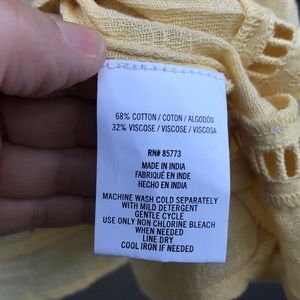 68% COTTON / COTON / ALGODÓN
32% VISCOSE / VISCOSE / VISCOSA
RN# 85773
MADE IN INDIA
FABRIQUÉ EN INDE
HECHO EN INDIA
MACHINE WASH COLD SEPARATELY
WITH MILD DETERGENT
GENTLE CYCLE
USE ONLY NON CHLORINE BLEACH
WHEN NEEDED
LINE DRY
COOL IRON IF NEEDED